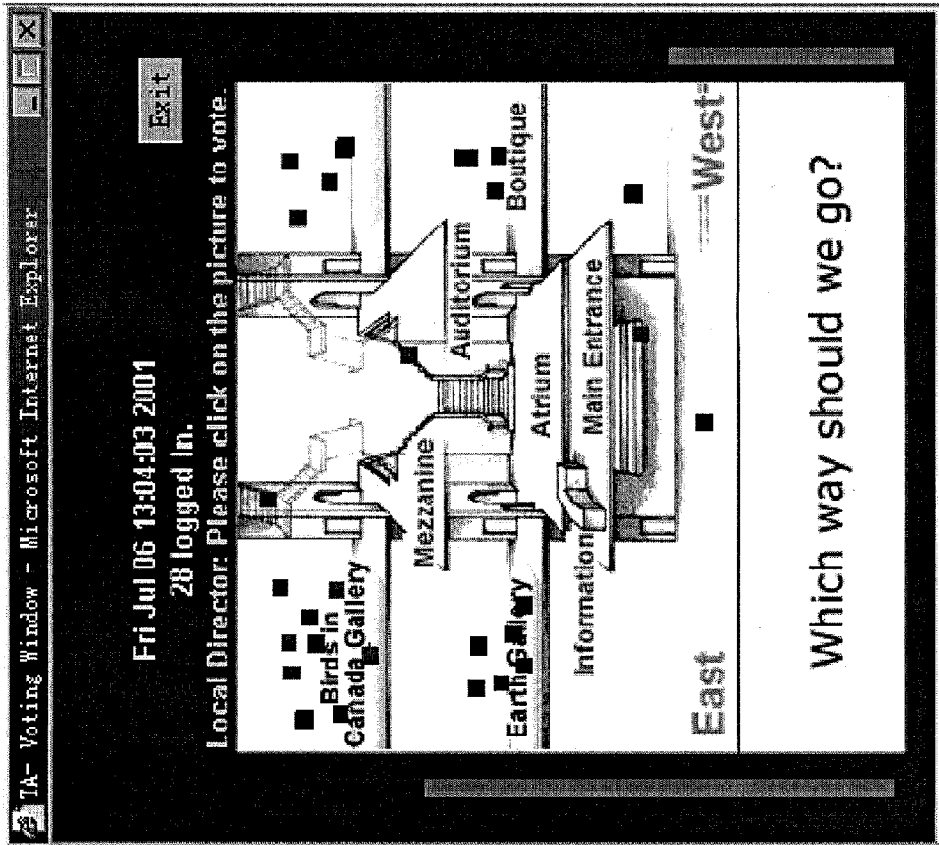 TA- Voting Window - Microsoft Internet Explorer
Fri Jul 06 13:04:03 2001
28 logged in.
Exit
Local Director: Please click on the picture to vote.
Birds in
Canada Gallery
Mezzanine
Auditorium
Earth Gallery
Boutique
Atrium
Information
Main Entrance
East
West
Which way should we go?